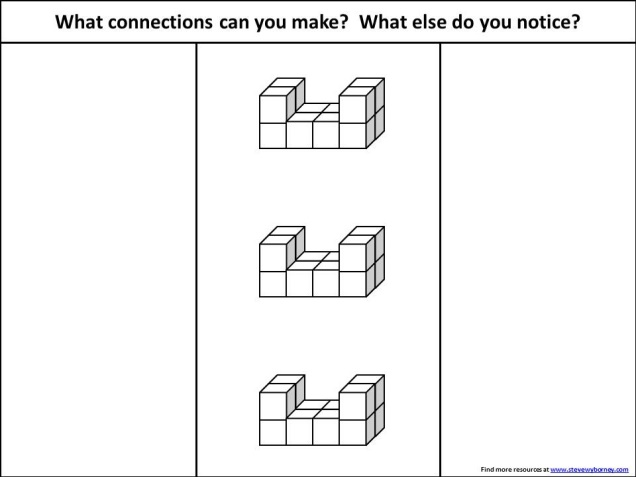 What connections can you make? What else do you notice?
Find more resources at www.stevewyborney.com